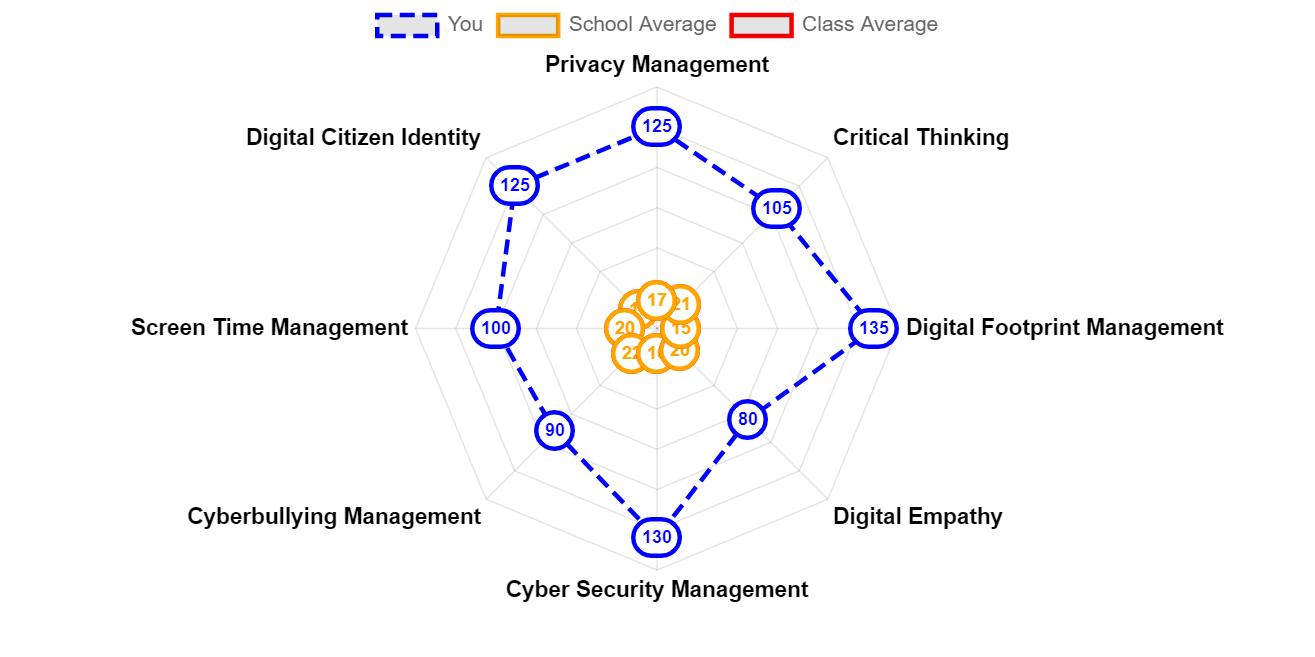 You School Average Class Average
Privacy Management
Digital Citizen Identity Critical Thinking
125
125
105
17 21
Screen Time Management 100 20 15 135 Digital Footprint Management
22 20
80
90
Cyberbullying Management Digital Empathy
130
Cyber Security Management